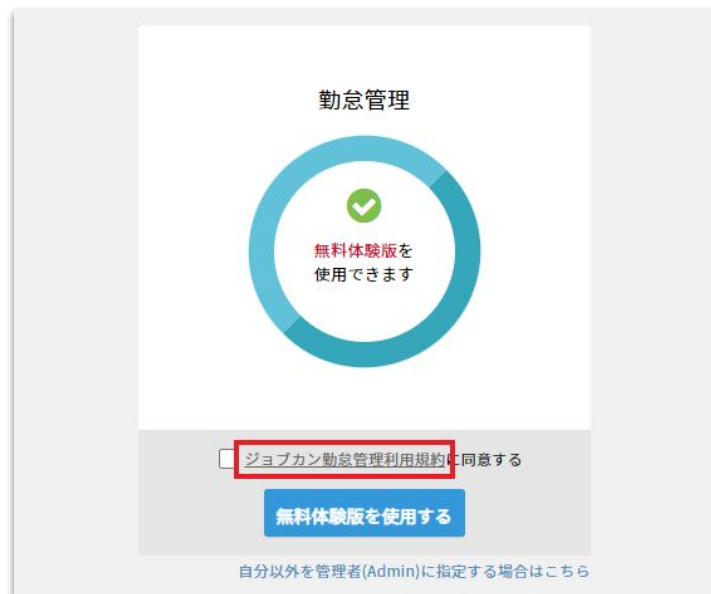 勤怠管理
無料体験版を
使用できます
ジョブカン勤怠管理利用規約に同意する
無料体験版を使用する
自分以外を管理者(Admin)に指定する場合はこちら